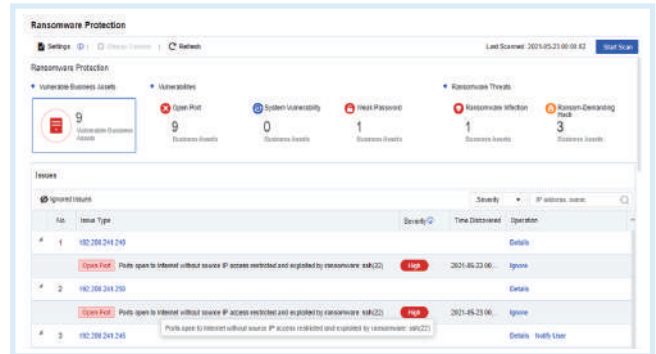 Ransomware Protection
Settings Refresh Last Scanned 2021-05-23 00:00:02 Start Scan
Ransomware Protection
Vulnerable Business Assets Vulnerabilities Ransomware Threats
9 Vulnerable Business Assets
Open Port 9 Business Assets
System Vulnerability 0 Business Assets
Weak Password 1 Business Assets
Ransomware Infection 1 Business Assets
Ransom-Demanding Hack 3 Business Assets
Issues
Ignored Issues Severity IP address, name
No. Issue Type Severity Time Discovered Operation
1 192.200.241.240 Details
Open Port Ports open to Internet without source IP access restricted and exploited by ransomware: ssh(22) High 2021-05-23 00... Ignore
2 192.200.241.250 Details
Open Port Ports open to Internet without source IP access restricted and exploited by ransomware: ssh(22) High 2021-05-23 00... Ignore
Ports open to Internet without source IP access restricted and exploited by ransomware: ssh(22)
3 192.200.241.245 Details Notify User